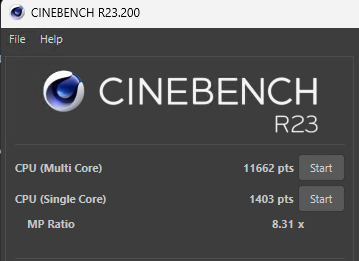 CINEBENCH R23.200
File Help
CINEBENCH
R23
CPU (Multi Core) 11662 pts Start
CPU (Single Core) 1403 pts Start
MP Ratio 8.31 x